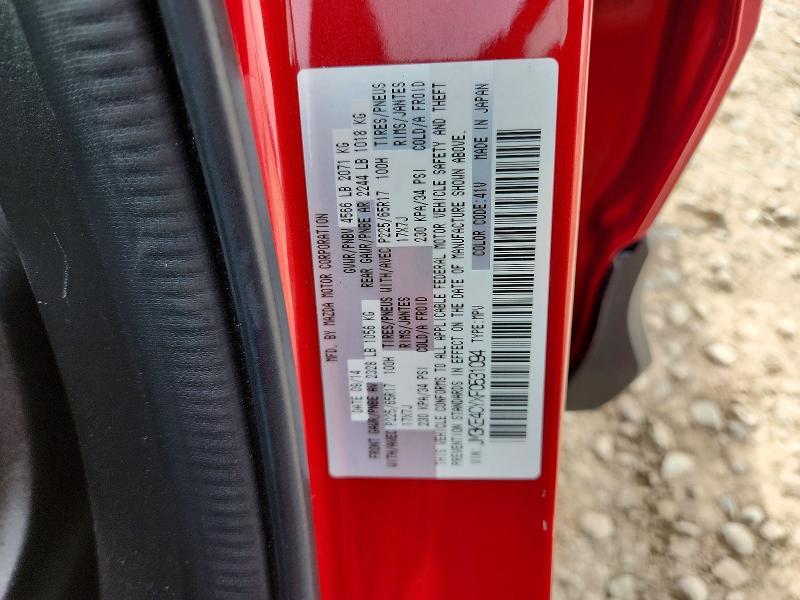 MFD. BY MAZDA MOTOR CORPORATION
DATE 09/14 GVWR/PNBV 4566 LB 2071 KG
FRONT GAWR/PNBE AV 2328 LB 1056 KG REAR GAWR/PNBE AR 2244 LB 1018 KG
WITH/AVEC P225/65R17 100H TIRES/PNEUS WITH/AVEC P225/65R17 100H TIRES/PNEUS
17X7J RIMS/JANTES 17X7J RIMS/JANTES
230 KPA/34 PSI COLD/A FROID 230 KPA/34 PSI COLD/A FROID
THIS VEHICLE CONFORMS TO ALL APPLICABLE FEDERAL MOTOR VEHICLE SAFETY AND THEFT
PREVENTION STANDARDS IN EFFECT ON THE DATE OF MANUFACTURE SHOWN ABOVE.
VIN: JM3KE4CYXF0531094 TYPE:MPV COLOR CODE:41V MADE IN JAPAN